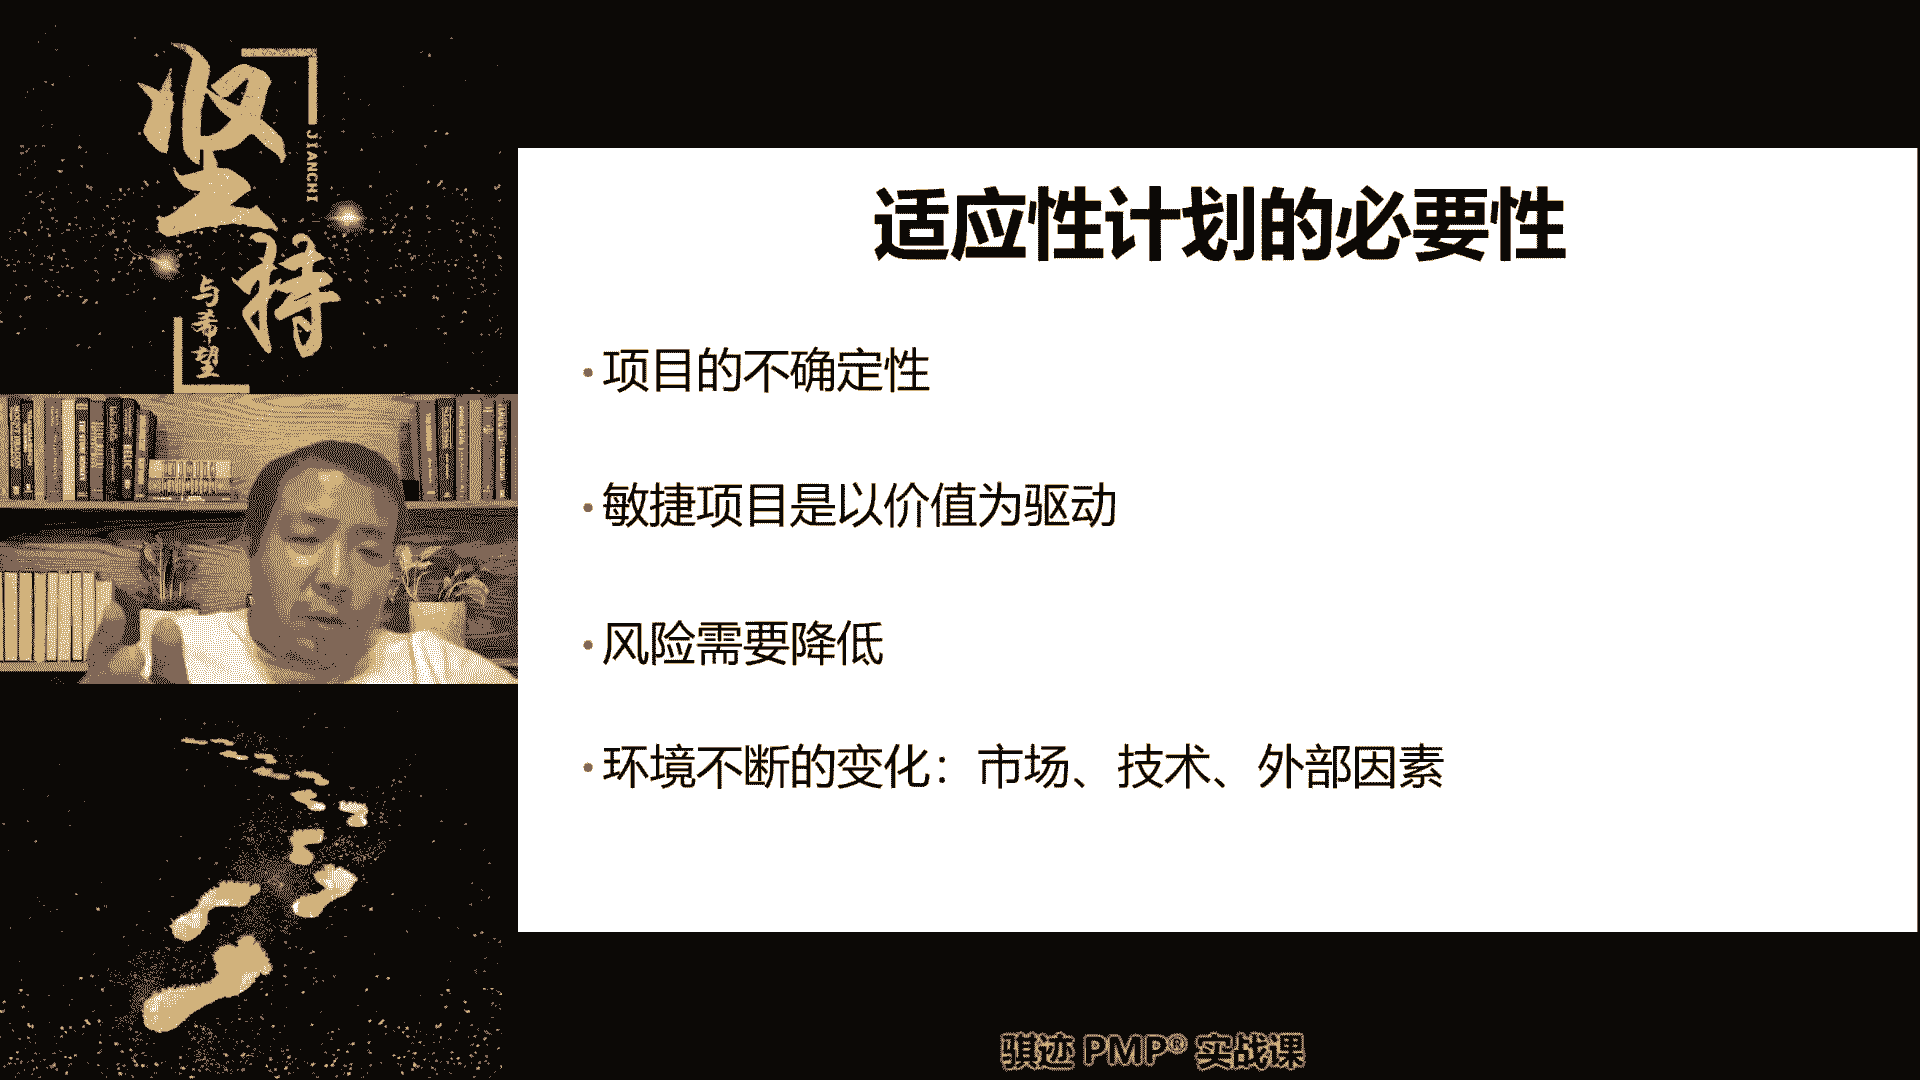 坚持
JIANCHI
与希望
适应性计划的必要性
•项目的不确定性
•敏捷项目是以价值为驱动
•风险需要降低
•环境不断的变化：市场、技术、外部因素
骐迹 PMP® 实战课